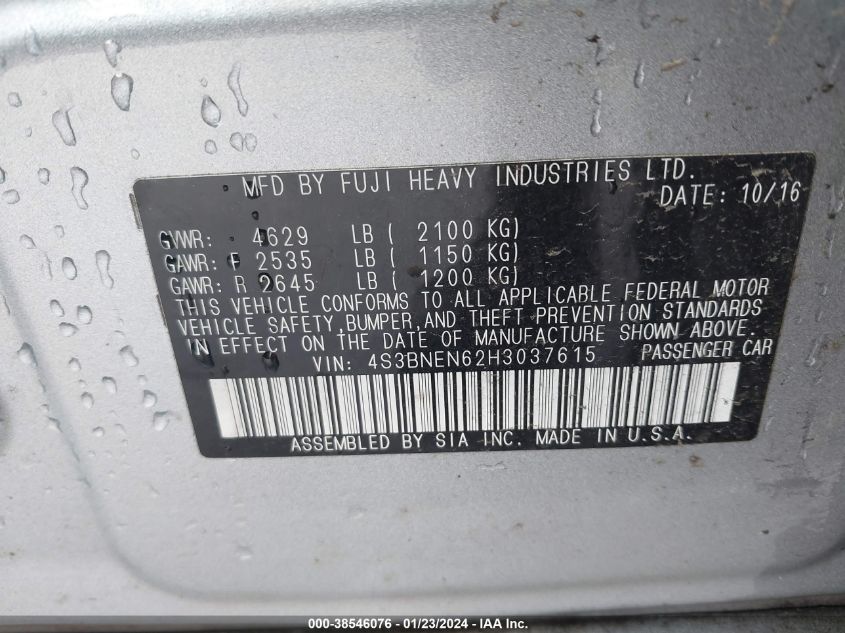 MFD BY FUJI HEAVY INDUSTRIES LTD.
DATE: 10/16
GVWR: 4629 LB ( 2100 KG)
GAWR: F 2535 LB ( 1150 KG)
GAWR: R 2645 LB ( 1200 KG)
THIS VEHICLE CONFORMS TO ALL APPLICABLE FEDERAL MOTOR
VEHICLE SAFETY, BUMPER, AND THEFT PREVENTION STANDARDS
IN EFFECT ON THE DATE OF MANUFACTURE SHOWN ABOVE.
VIN: 4S3BNEN62H3037615 PASSENGER CAR
ASSEMBLED BY SIA INC. MADE IN U.S.A.
000-38546076 - 01/23/2024 - IAA Inc.